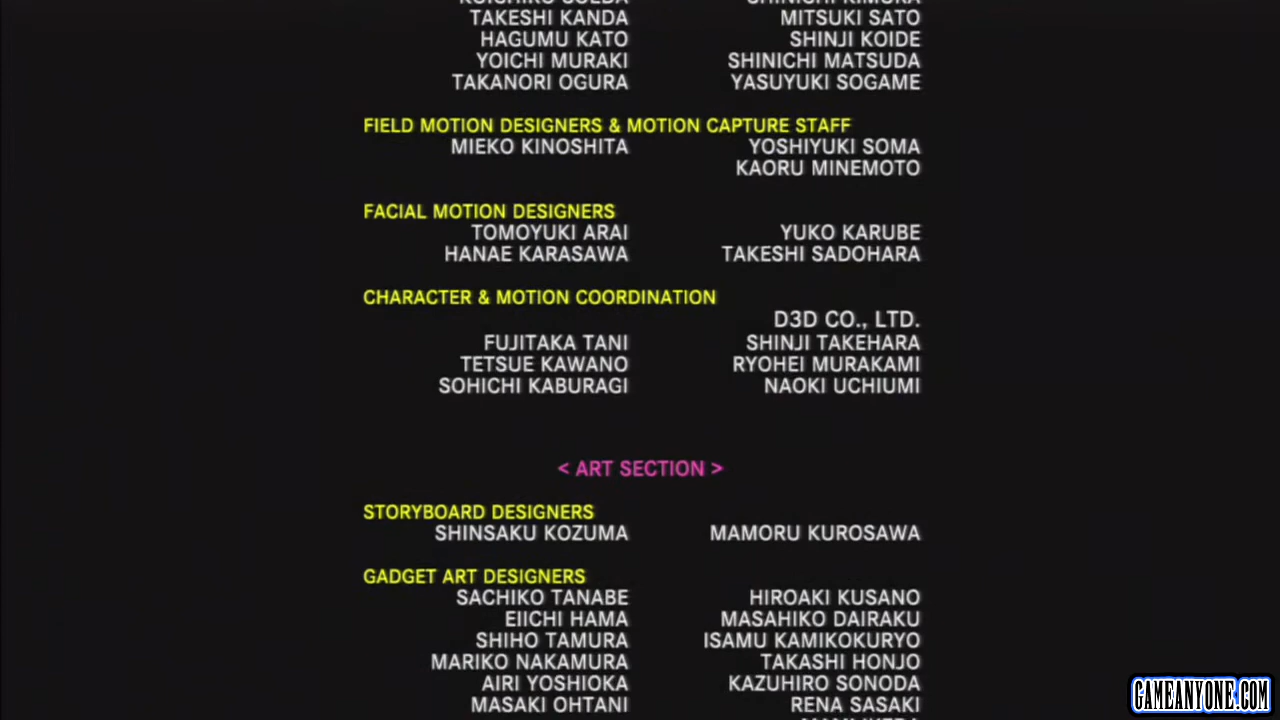 KOICHIRO SOEDA SHINICHI KIMURA
TAKESHI KANDA MITSUKI SATO
HAGUMU KATO SHINJI KOIDE
YOICHI MURAKI SHINICHI MATSUDA
TAKANORI OGURA YASUYUKI SOGAME
FIELD MOTION DESIGNERS & MOTION CAPTURE STAFF
MIEKO KINOSHITA YOSHIYUKI SOMA
KAORU MINEMOTO
FACIAL MOTION DESIGNERS
TOMOYUKI ARAI YUKO KARUBE
HANAE KARASAWA TAKESHI SADOHARA
CHARACTER & MOTION COORDINATION
D3D CO., LTD.
FUJITAKA TANI SHINJI TAKEHARA
TETSUE KAWANO RYOHEI MURAKAMI
SOHICHI KABURAGI NAOKI UCHIUMI
< ART SECTION >
STORYBOARD DESIGNERS
SHINSAKU KOZUMA MAMORU KUROSAWA
GADGET ART DESIGNERS
SACHIKO TANABE HIROAKI KUSANO
EIICHI HAMA MASAHIKO DAIRAKU
SHIHO TAMURA ISAMU KAMIKOKURYO
MARIKO NAKAMURA TAKASHI HONJO
AIRI YOSHIOKA KAZUHIRO SONODA
MASAKI OHTANI RENA SASAKI
GAMEANYONE.COM